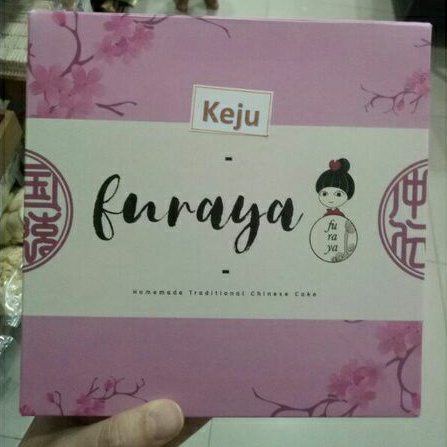 Keju
furaya
fu
ra
ya
Homemade Traditional Chinese Cake